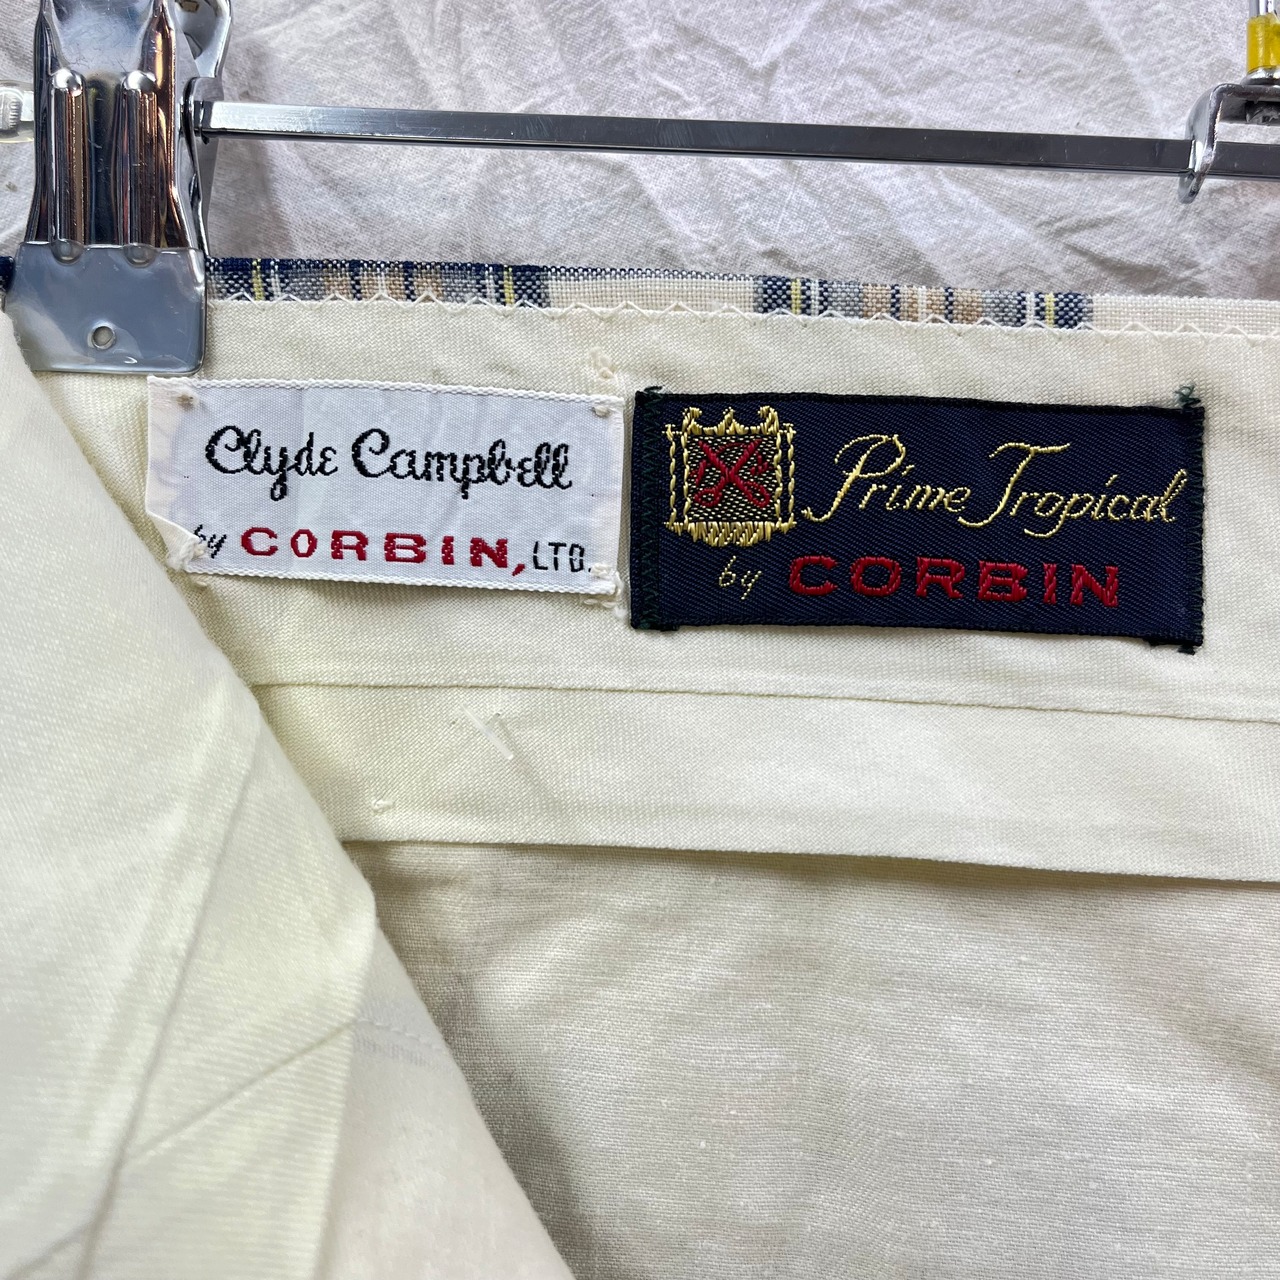 Clyde Campbell
by CORBIN, LTD.
Prime Tropical
by CORBIN